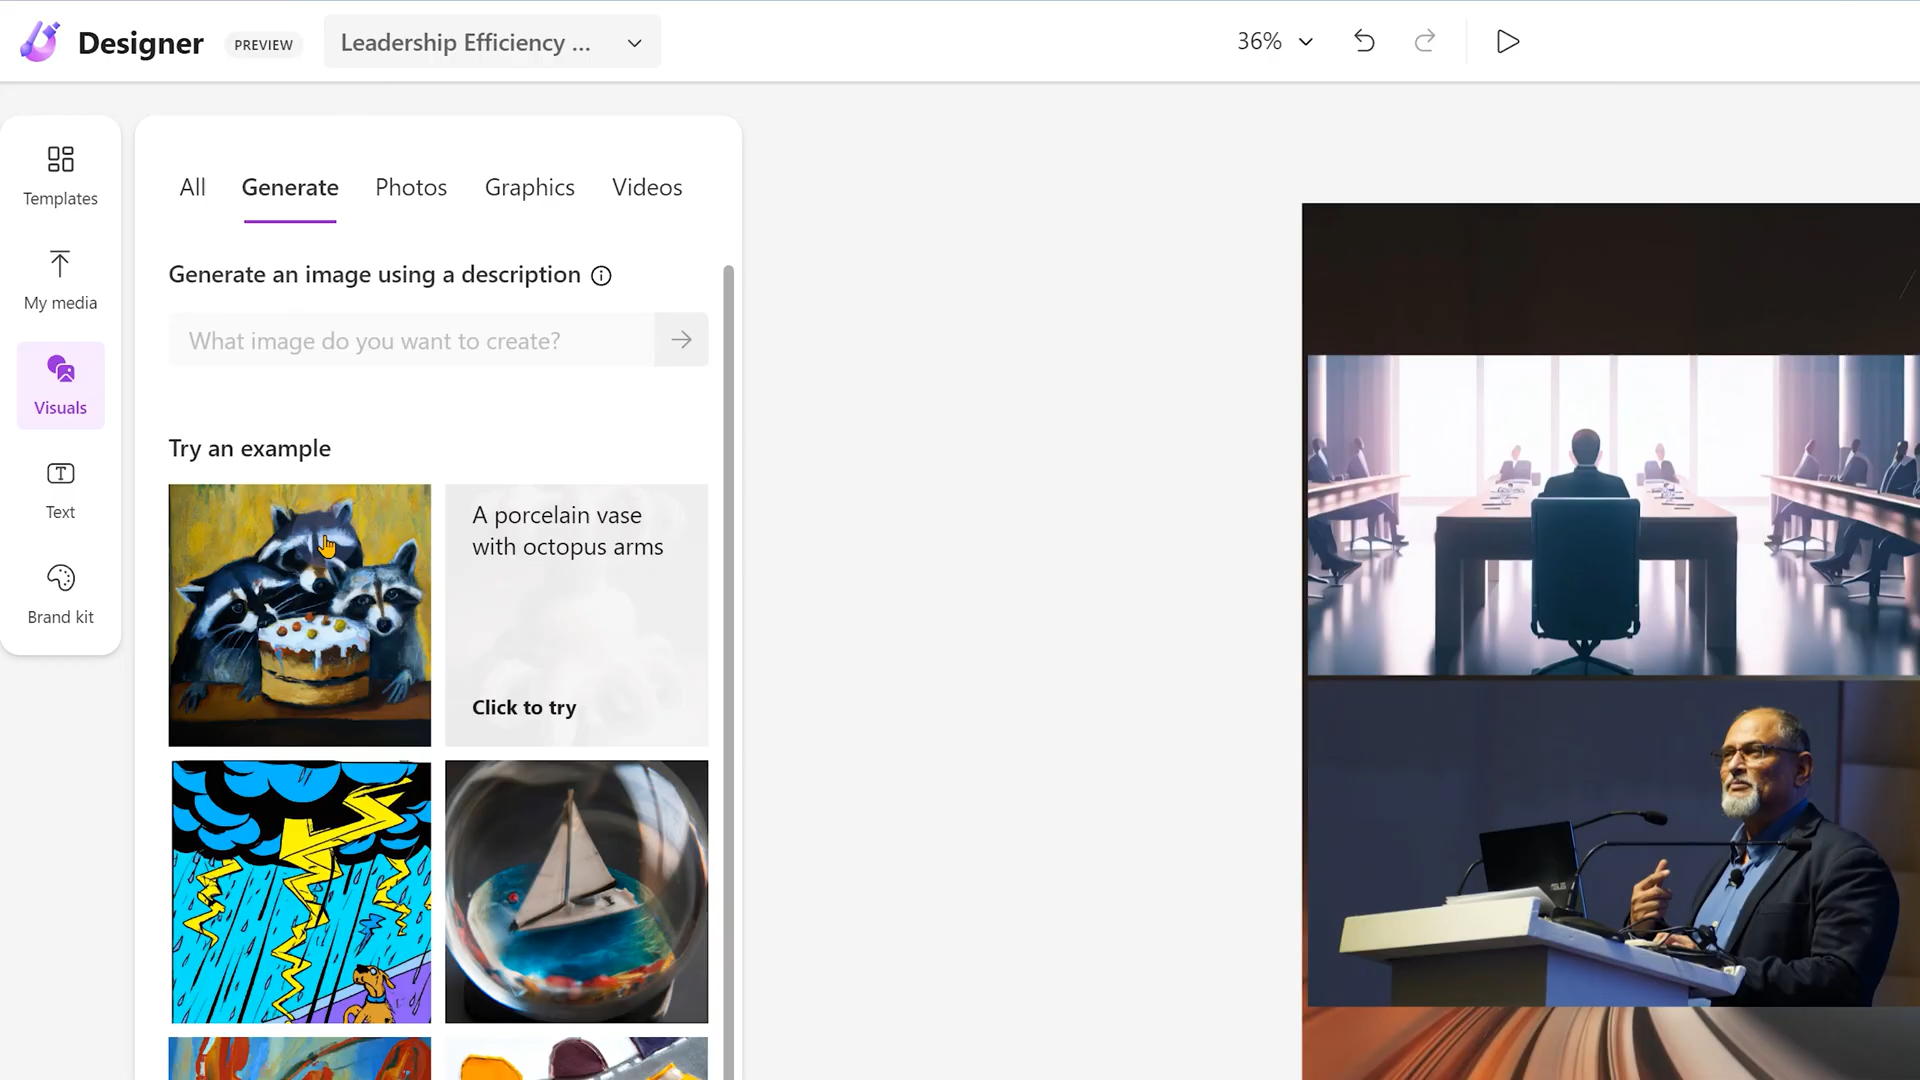 Designer
PREVIEW
Leadership Efficiency ...
36%
Templates
My media
Visuals
Text
Brand kit
All
Generate
Photos
Graphics
Videos
Generate an image using a description
What image do you want to create?
Try an example
A porcelain vase
with octopus arms
Click to try
ASUS